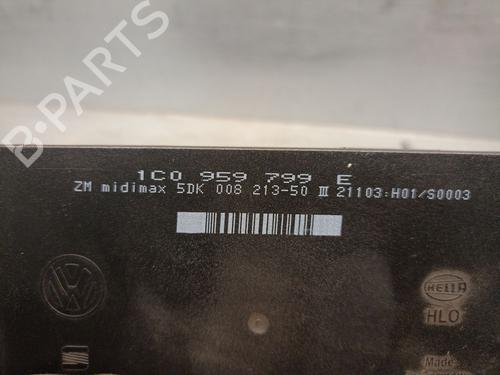 B-PARTS
1C0 959 799 E
ZM midimax 5DK 008 213-50 III 21103:H01/S0003
HELLA
HLO
Made